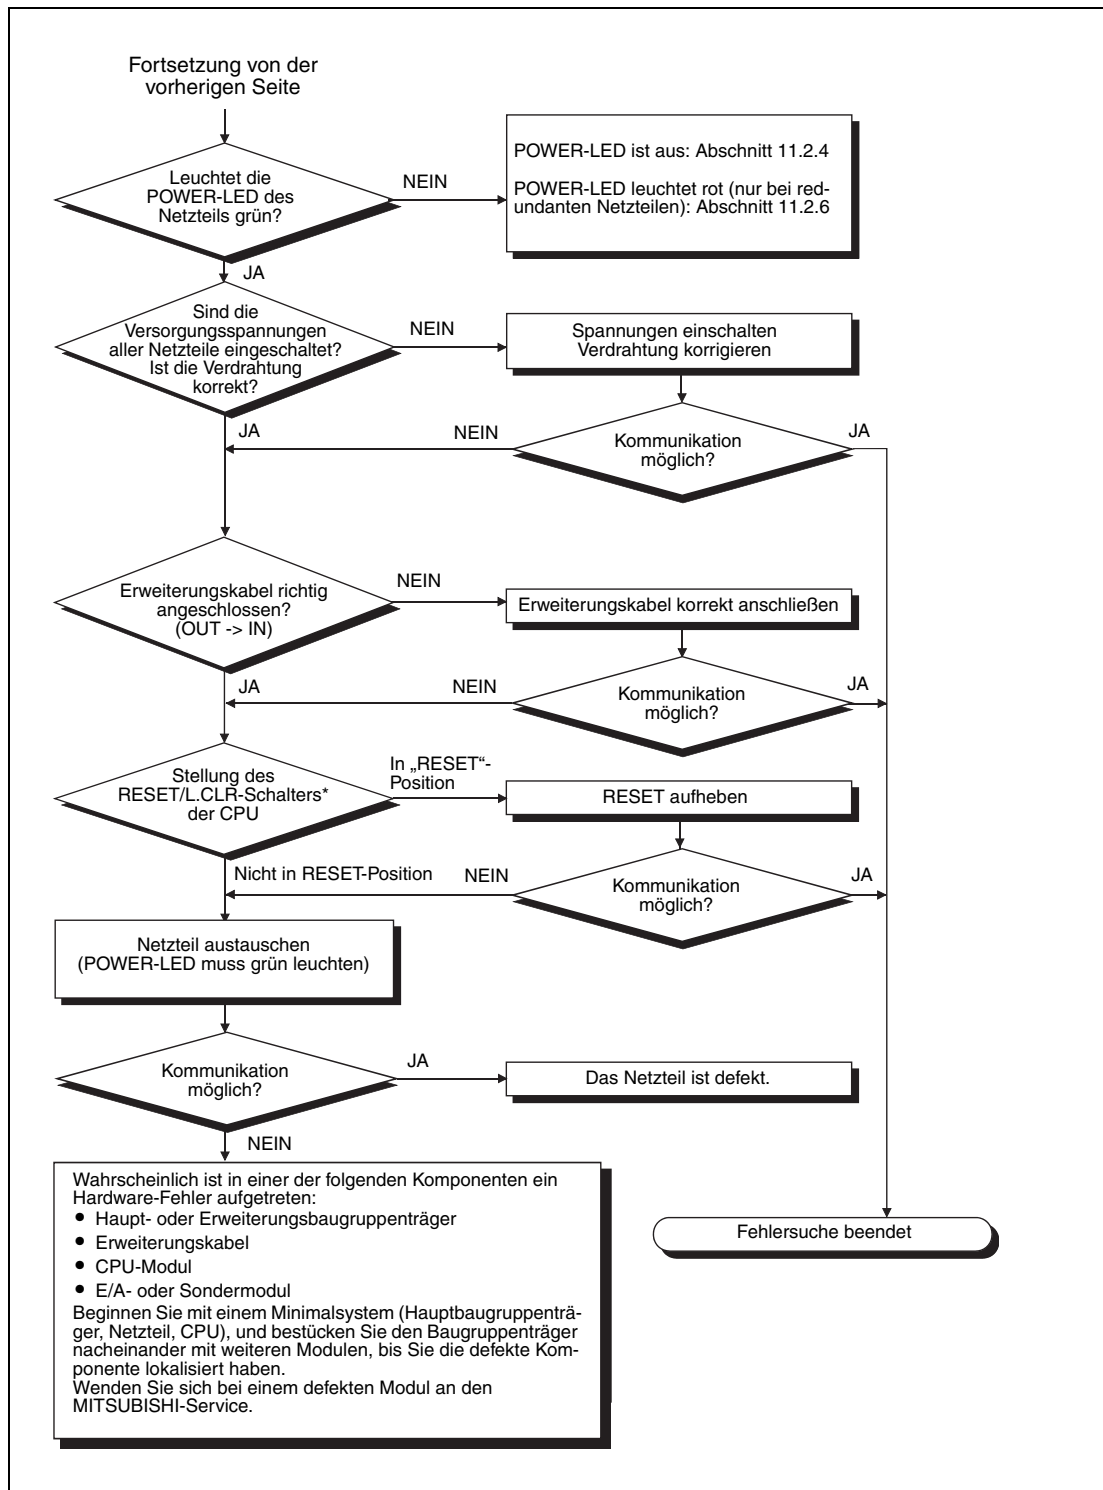 Fortsetzung von der
vorherigen Seite
Leuchtet die
POWER-LED des
Netzteils grün?
NEIN
POWER-LED ist aus: Abschnitt 11.2.4
POWER-LED leuchtet rot (nur bei red-
undanten Netzteilen): Abschnitt 11.2.6
JA
Sind die
Versorgungsspannungen
aller Netzteile eingeschaltet?
Ist die Verdrahtung
korrekt?
NEIN
Spannungen einschalten
Verdrahtung korrigieren
JA
NEIN
Kommunikation
möglich?
JA
Erweiterungskabel richtig
angeschlossen?
(OUT -> IN)
NEIN
Erweiterungskabel korrekt anschließen
JA
NEIN
Kommunikation
möglich?
JA
Stellung des
RESET/L.CLR-Schalters*
der CPU
In „RESET“-
Position
RESET aufheben
Nicht in RESET-Position
NEIN
Kommunikation
möglich?
JA
Netzteil austauschen
(POWER-LED muss grün leuchten)
Kommunikation
möglich?
JA
Das Netzteil ist defekt.
NEIN
Wahrscheinlich ist in einer der folgenden Komponenten ein
Hardware-Fehler aufgetreten:
● Haupt- oder Erweiterungsbaugruppenträger
● Erweiterungskabel
● CPU-Modul
● E/A- oder Sondermodul
Beginnen Sie mit einem Minimalsystem (Hauptbaugruppenträ-
ger, Netzteil, CPU), und bestücken Sie den Baugruppenträger
nacheinander mit weiteren Modulen, bis Sie die defekte Kom-
ponente lokalisiert haben.
Wenden Sie sich bei einem defekten Modul an den
MITSUBISHI-Service.
Fehlersuche beendet